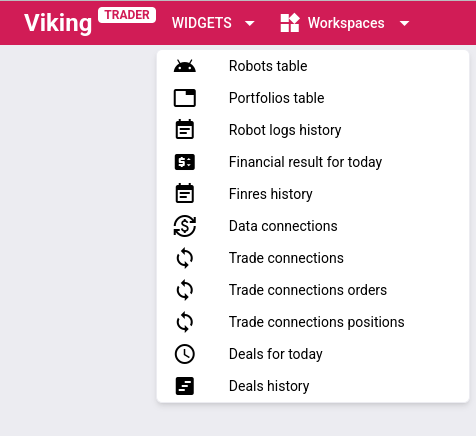 Viking TRADER WIDGETS Workspaces
Robots table
Portfolios table
Robot logs history
Financial result for today
Finres history
Data connections
Trade connections
Trade connections orders
Trade connections positions
Deals for today
Deals history